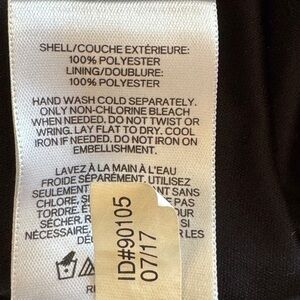 SHELL/COUCHE EXTÉRIEURE:
100% POLYESTER
LINING/DOUBLURE:
100% POLYESTER
HAND WASH COLD SEPARATELY.
ONLY NON-CHLORINE BLEACH
WHEN NEEDED. DO NOT TWIST OR
WRING. LAY FLAT TO DRY. COOL
IRON IF NEEDED. DO NOT IRON ON
EMBELLISHMENT.
LAVEZ À LA MAIN À L'EAU
FROIDE SÉPARÉMENT. UTILISEZ
SEULEMENT SANS
CHLORE, PAS
TORDRE.
SÉCHER. SI
NÉCESSAIRE, LES
ID#90105
07/17